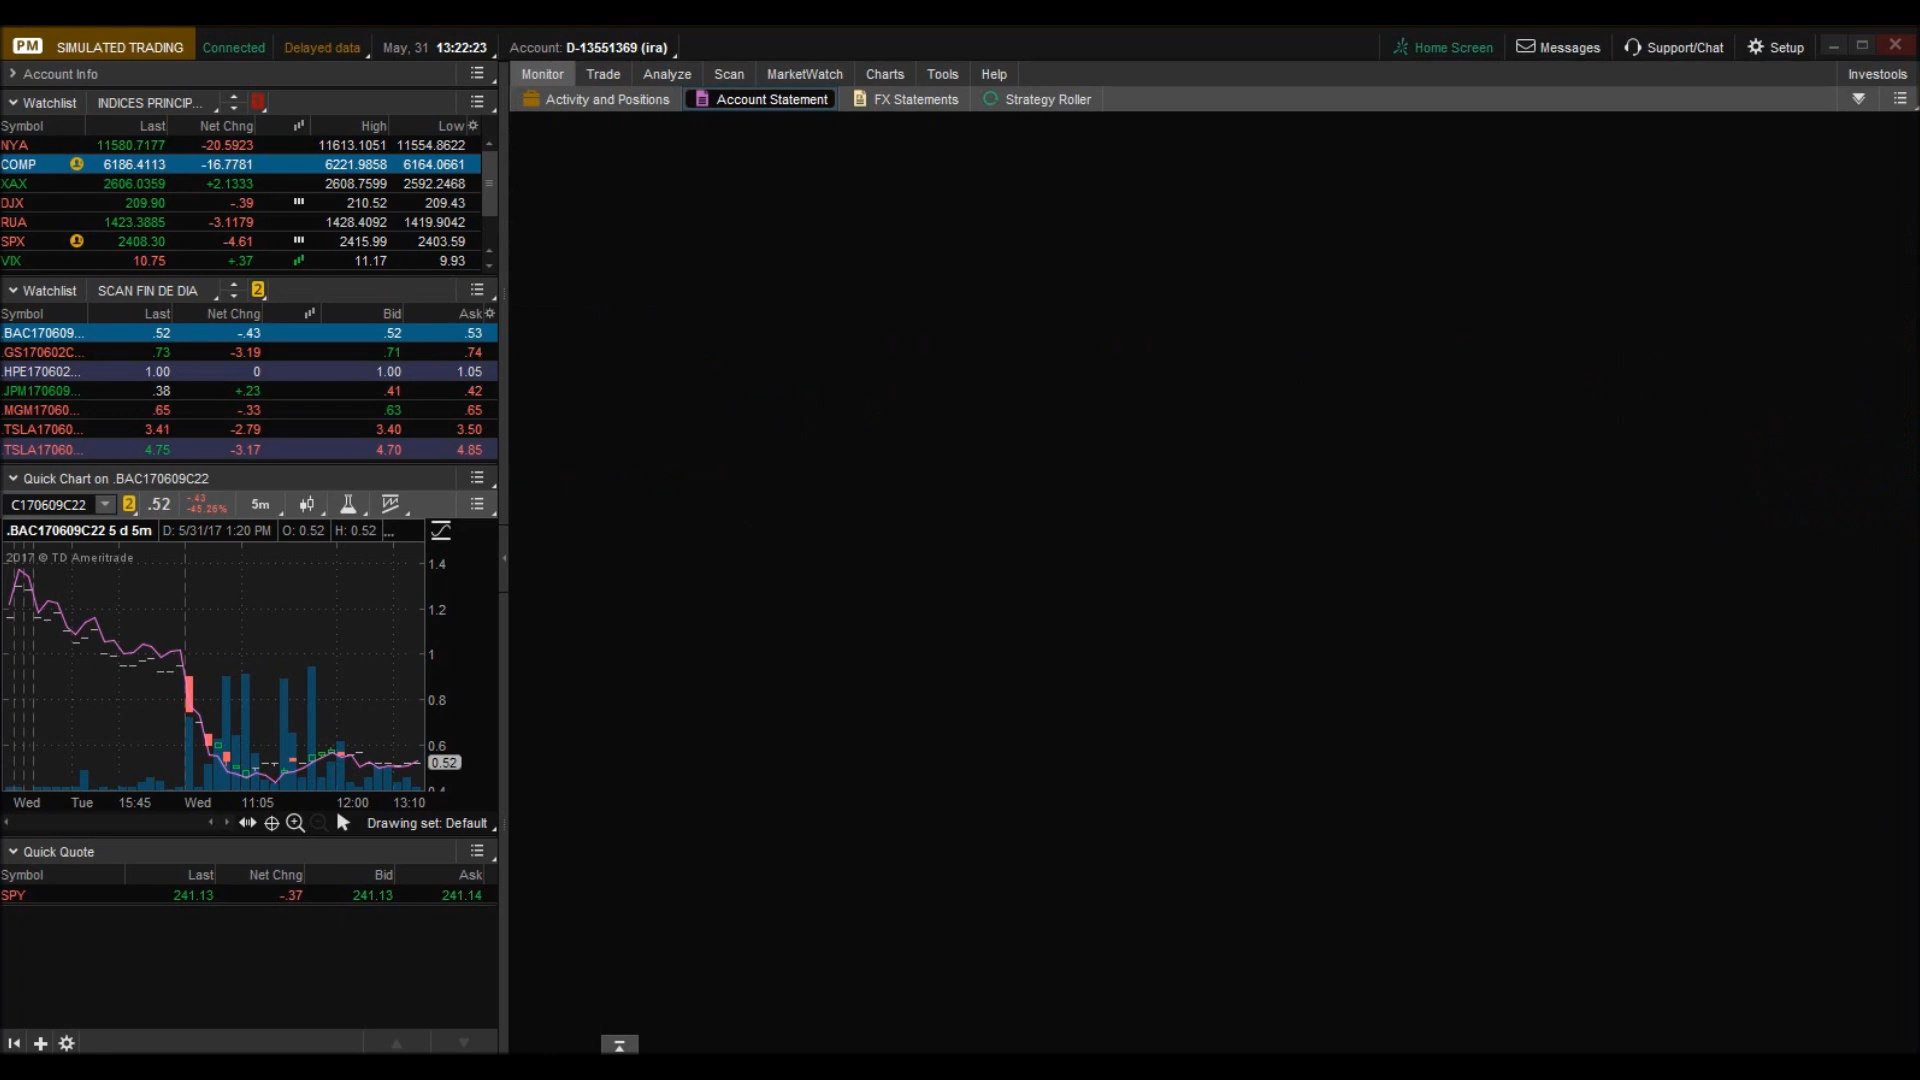 PM SIMULATED TRADING Connected Delayed data May, 31 13:22:23 Account: D-13551369 (ira) Home Screen Messages Support/Chat Setup
Account Info
Monitor Trade Analyze Scan MarketWatch Charts Tools Help Investools
Activity and Positions Account Statement FX Statements Strategy Roller
Watchlist INDICES PRINCIP... 1
Symbol Last Net Chng High Low
NYA 11580.7177 -20.5923 11613.1051 11554.8622
COMP 6186.4113 -16.7781 6221.9858 6164.0661
XAX 2606.0359 +2.1333 2608.7599 2592.2468
DJX 209.90 -.39 210.52 209.43
RUA 1423.3885 -3.1179 1428.4092 1419.9042
SPX 2408.30 -4.61 2415.99 2403.59
VIX 10.75 +.37 11.17 9.93
Watchlist SCAN FIN DE DIA 2
Symbol Last Net Chng Bid Ask
.BAC170609... .52 -.43 .52 .53
.GS170602C... .73 -3.19 .71 .74
.HPE170602... 1.00 0 1.00 1.05
.JPM170609... .38 +.23 .41 .42
.MGM17060... .65 -.33 .63 .65
.TSLA17060... 3.41 -2.79 3.40 3.50
.TSLA17060... 4.75 -3.17 4.70 4.85
Quick Chart on .BAC170609C22
C170609C22 2 .52 -.43 -45.26% 5m
.BAC170609C22 5 d 5m D: 5/31/17 1:20 PM O: 0.52 H: 0.52 ...
2017 © TD Ameritrade
1.4
1.2
1
0.8
0.6
0.52
0.4
Wed Tue 15:45 Wed 11:05 12:00 13:10
Drawing set: Default
Quick Quote
Symbol Last Net Chng Bid Ask
SPY 241.13 -.37 241.13 241.14